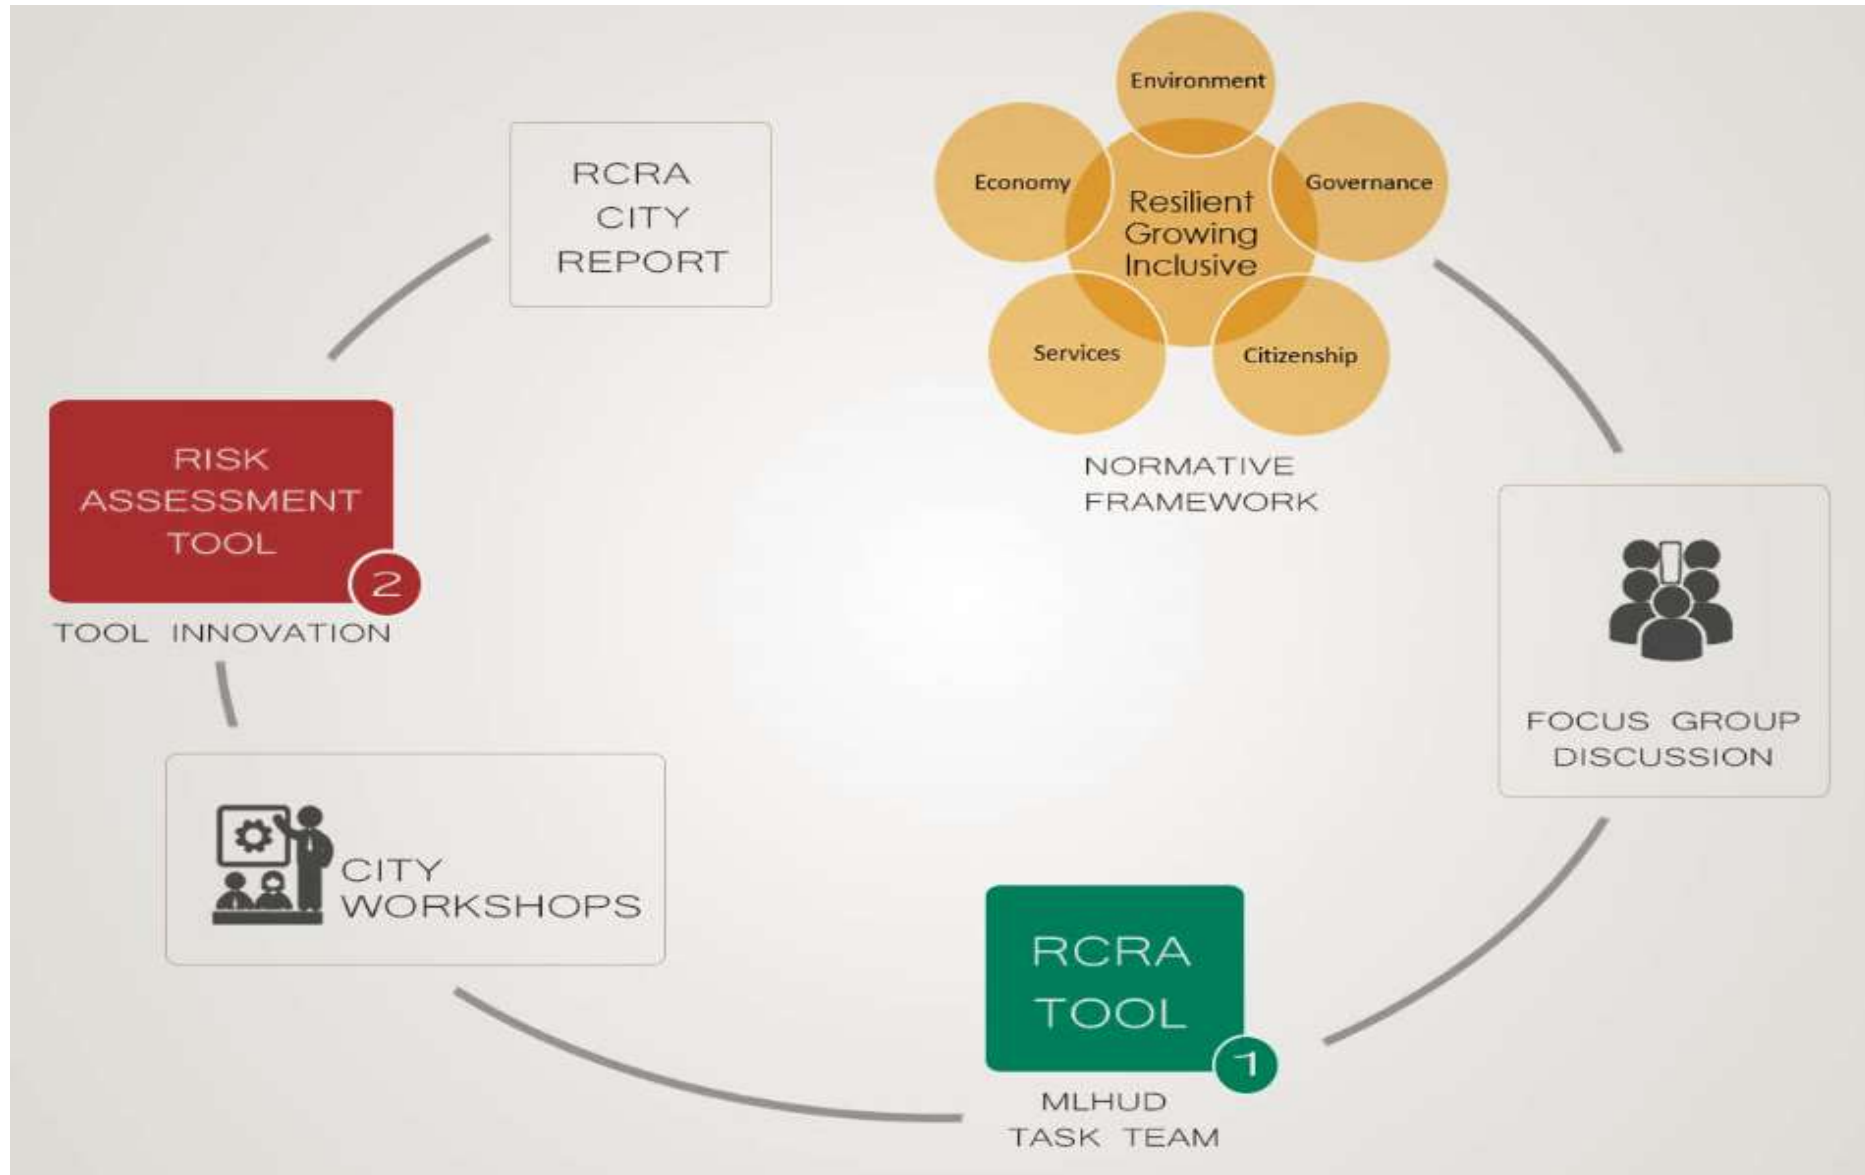 Environment
Economy
Governance
Resilient
Growing
Inclusive
Services
Citizenship
NORMATIVE
FRAMEWORK
FOCUS GROUP
DISCUSSION
RCRA
TOOL
1
MLHUD
TASK TEAM
CITY
WORKSHOPS
RISK
ASSESSMENT
TOOL
2
TOOL INNOVATION
RCRA
CITY
REPORT